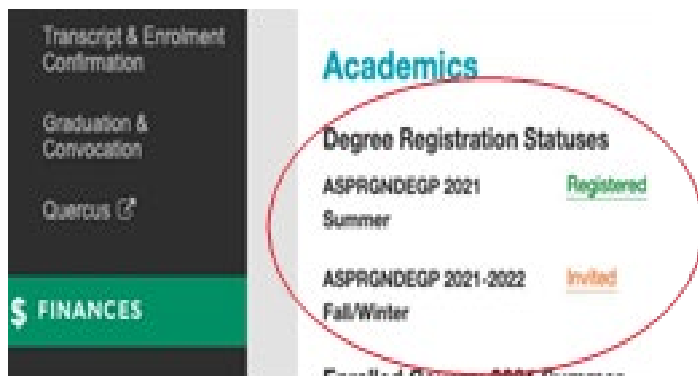 Transcript & Enrolment
Confirmation
Graduation &
Convocation
Quercus
$ FINANCES
Academics
Degree Registration Statuses
ASPRGNDEGP 2021
Registered
Summer
ASPRGNDEGP 2021-2022
Invited
Fall/Winter